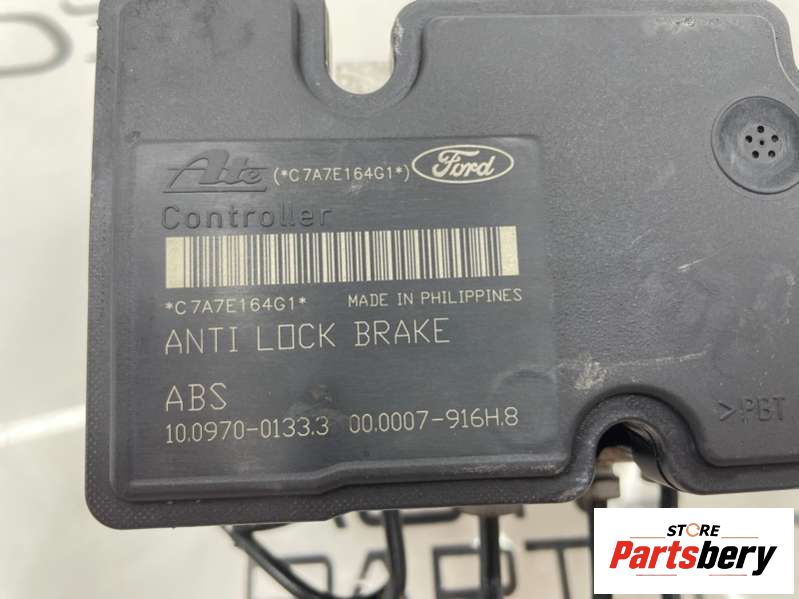 Ate (*C7A7E164G1*) Ford
Controller
*C7A7E164G1* MADE IN PHILIPPINES
ANTI LOCK BRAKE
ABS
10.0970-0133.3 00.0007-916H.8
>PBT
STORE
Partsbery